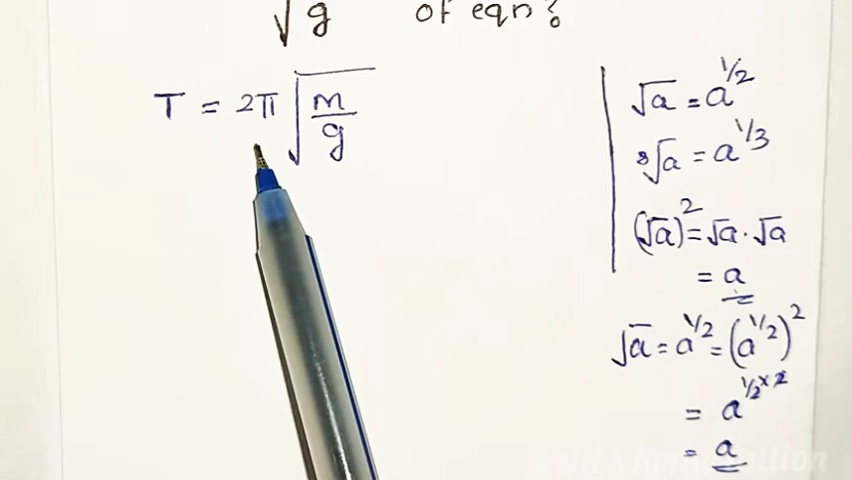 √g of eqn?
T = 2π√(m/g)
√a = a^1/2
³√a = a^1/3
(√a)² = √a · √a
= a
√a = a^1/2 = (a^1/2)²
= a^1/2×2
= a